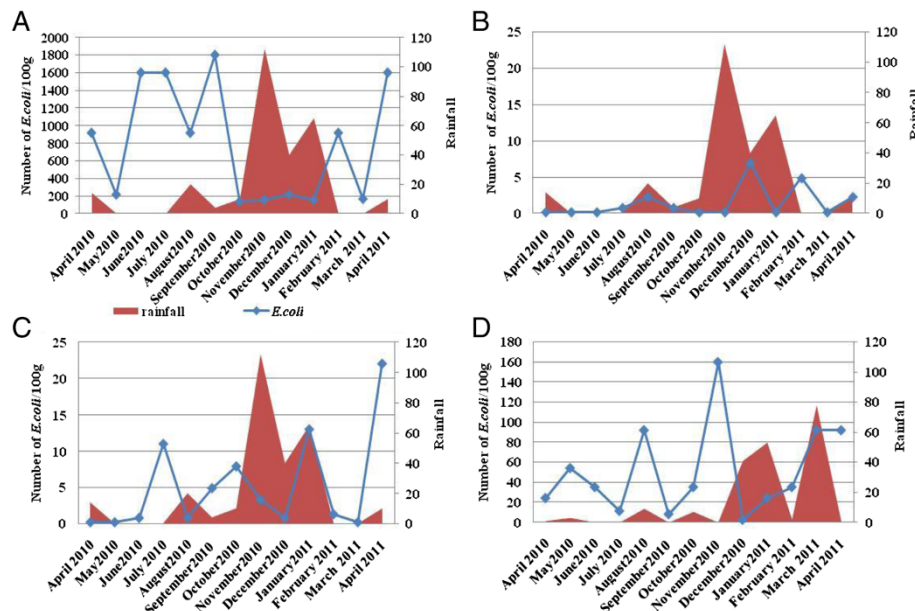 A
Number of E.coli/100g
2000
1800
1600
1400
1200
1000
800
600
400
200
0
120
100
80
60
40
20
0
Rainfall
April 2010
May2010
June2010
July 2010
August2010
September2010
October2010
November2010
December2010
January2011
February 2011
March 2011
April 2011
B
Number of E.coli/100g
25
20
15
10
5
0
120
100
80
60
40
20
0
Rainfall
April 2010
May2010
June2010
July 2010
August2010
September2010
October2010
November2010
December2010
January2011
February 2011
March 2011
April 2011
rainfall
E.coli
C
Number of E.coli/100g
25
20
15
10
5
0
120
100
80
60
40
20
0
Rainfall
April 2010
May2010
June2010
July 2010
August2010
September2010
October2010
November2010
December2010
January2011
February 2011
March 2011
April 2011
D
Number of E.coli/100g
180
160
140
120
100
80
60
40
20
0
120
100
80
60
40
20
0
Rainfall
April 2010
May2010
June2010
July 2010
August2010
September2010
October2010
November2010
December2010
January2011
February 2011
March 2011
April 2011